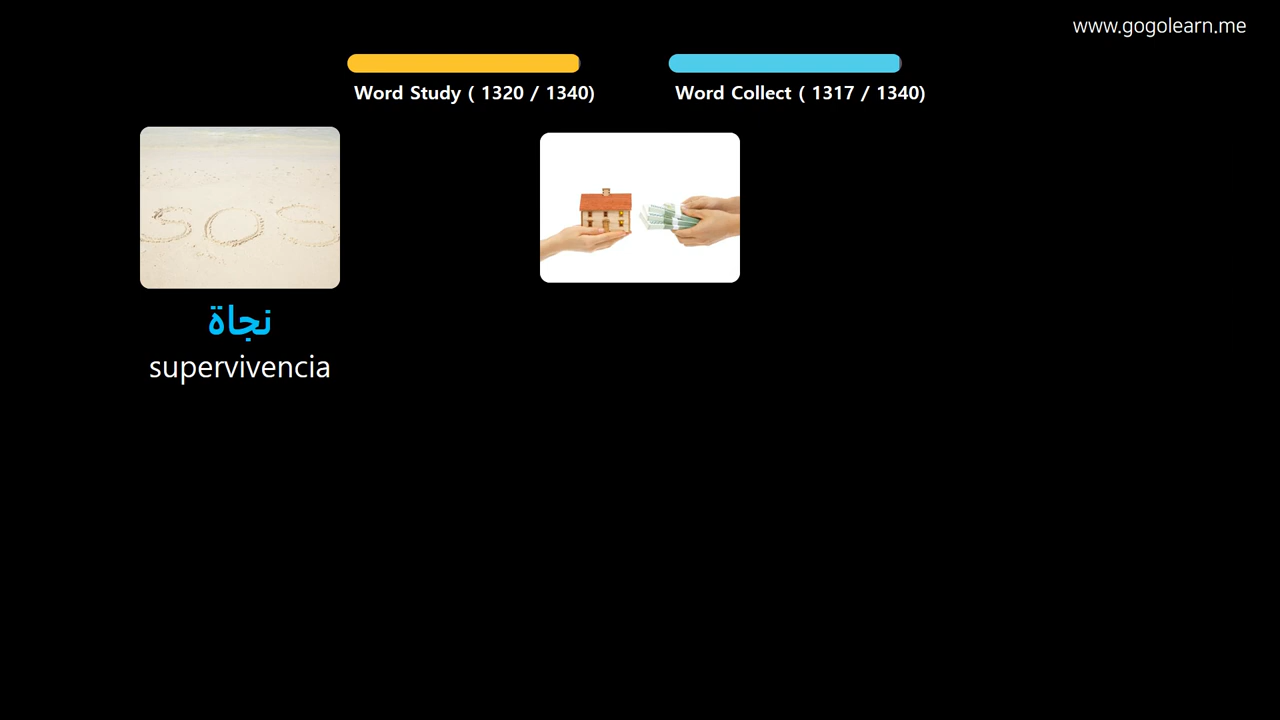 www.gogolearn.me
Word Study ( 1320 / 1340)
Word Collect ( 1317 / 1340)
SOS
نجاة
supervivencia